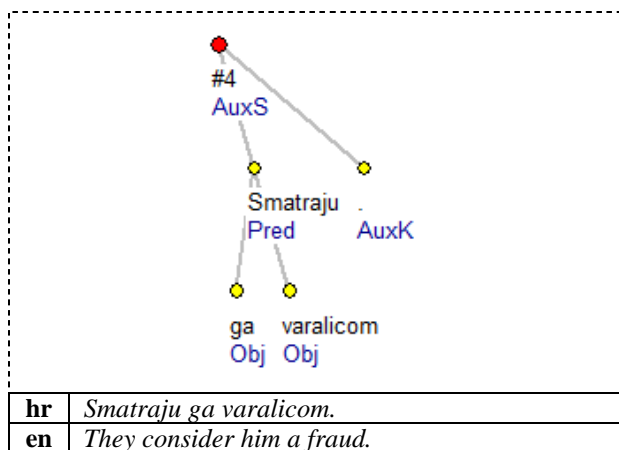 #4
AuxS
Smatraju .
Pred AuxK
ga varalicom
Obj Obj
hr Smatraju ga varalicom.
en They consider him a fraud.